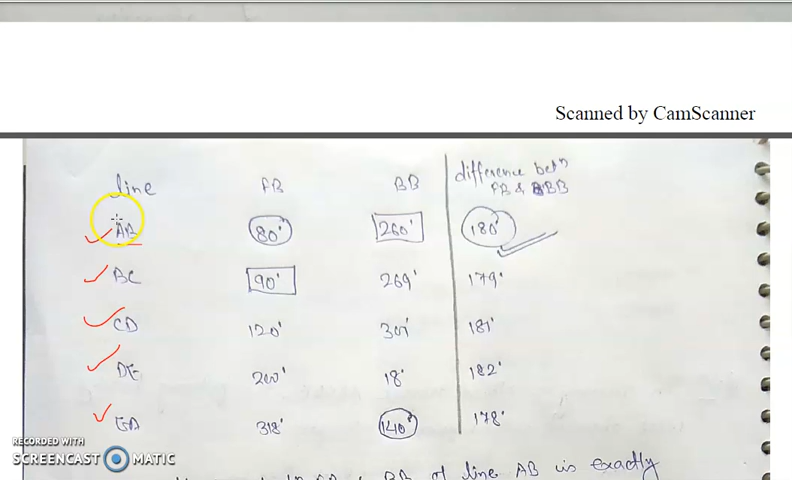 Scanned by CamScanner
line FB BB difference betn FB & BB
AB 80° 260° 180°
BC 90° 269° 179°
CD 120° 301° 181°
DE 200° 18° 182°
EA 318° 140° 178°
RECORDED WITH
SCREENCAST MATIC
BB of line AB is exactly